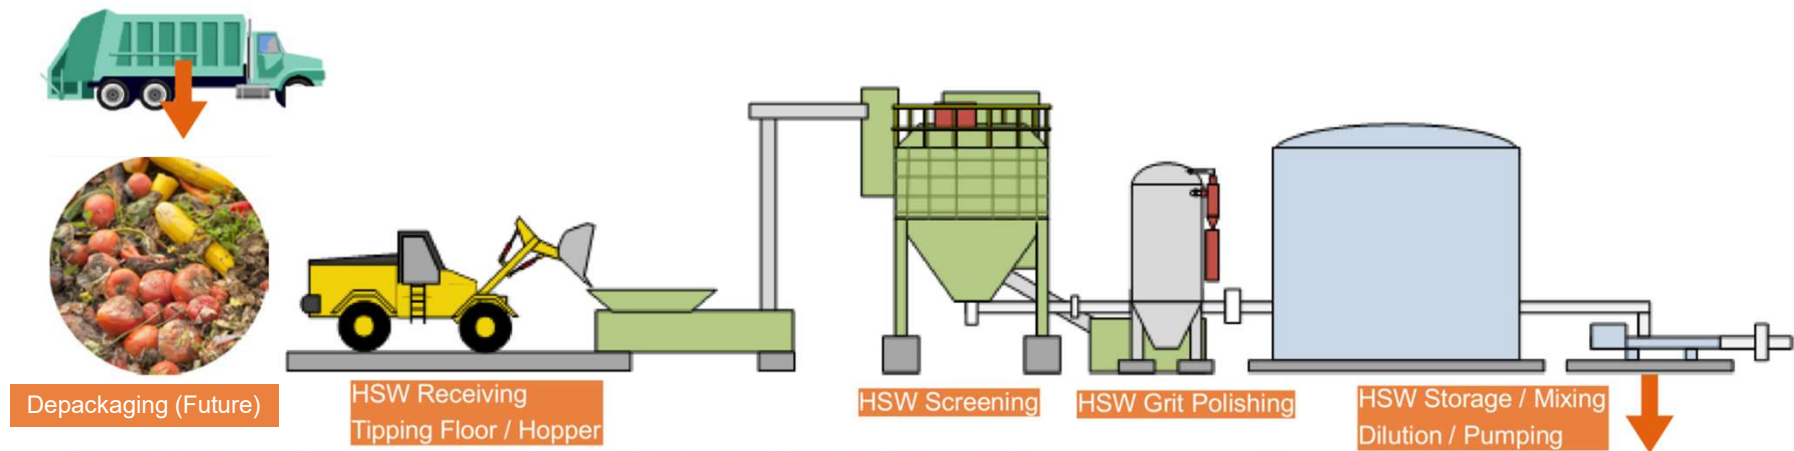 Depackaging (Future)
HSW Receiving
Tipping Floor / Hopper
HSW Screening
HSW Grit Polishing
HSW Storage / Mixing
Dilution / Pumping